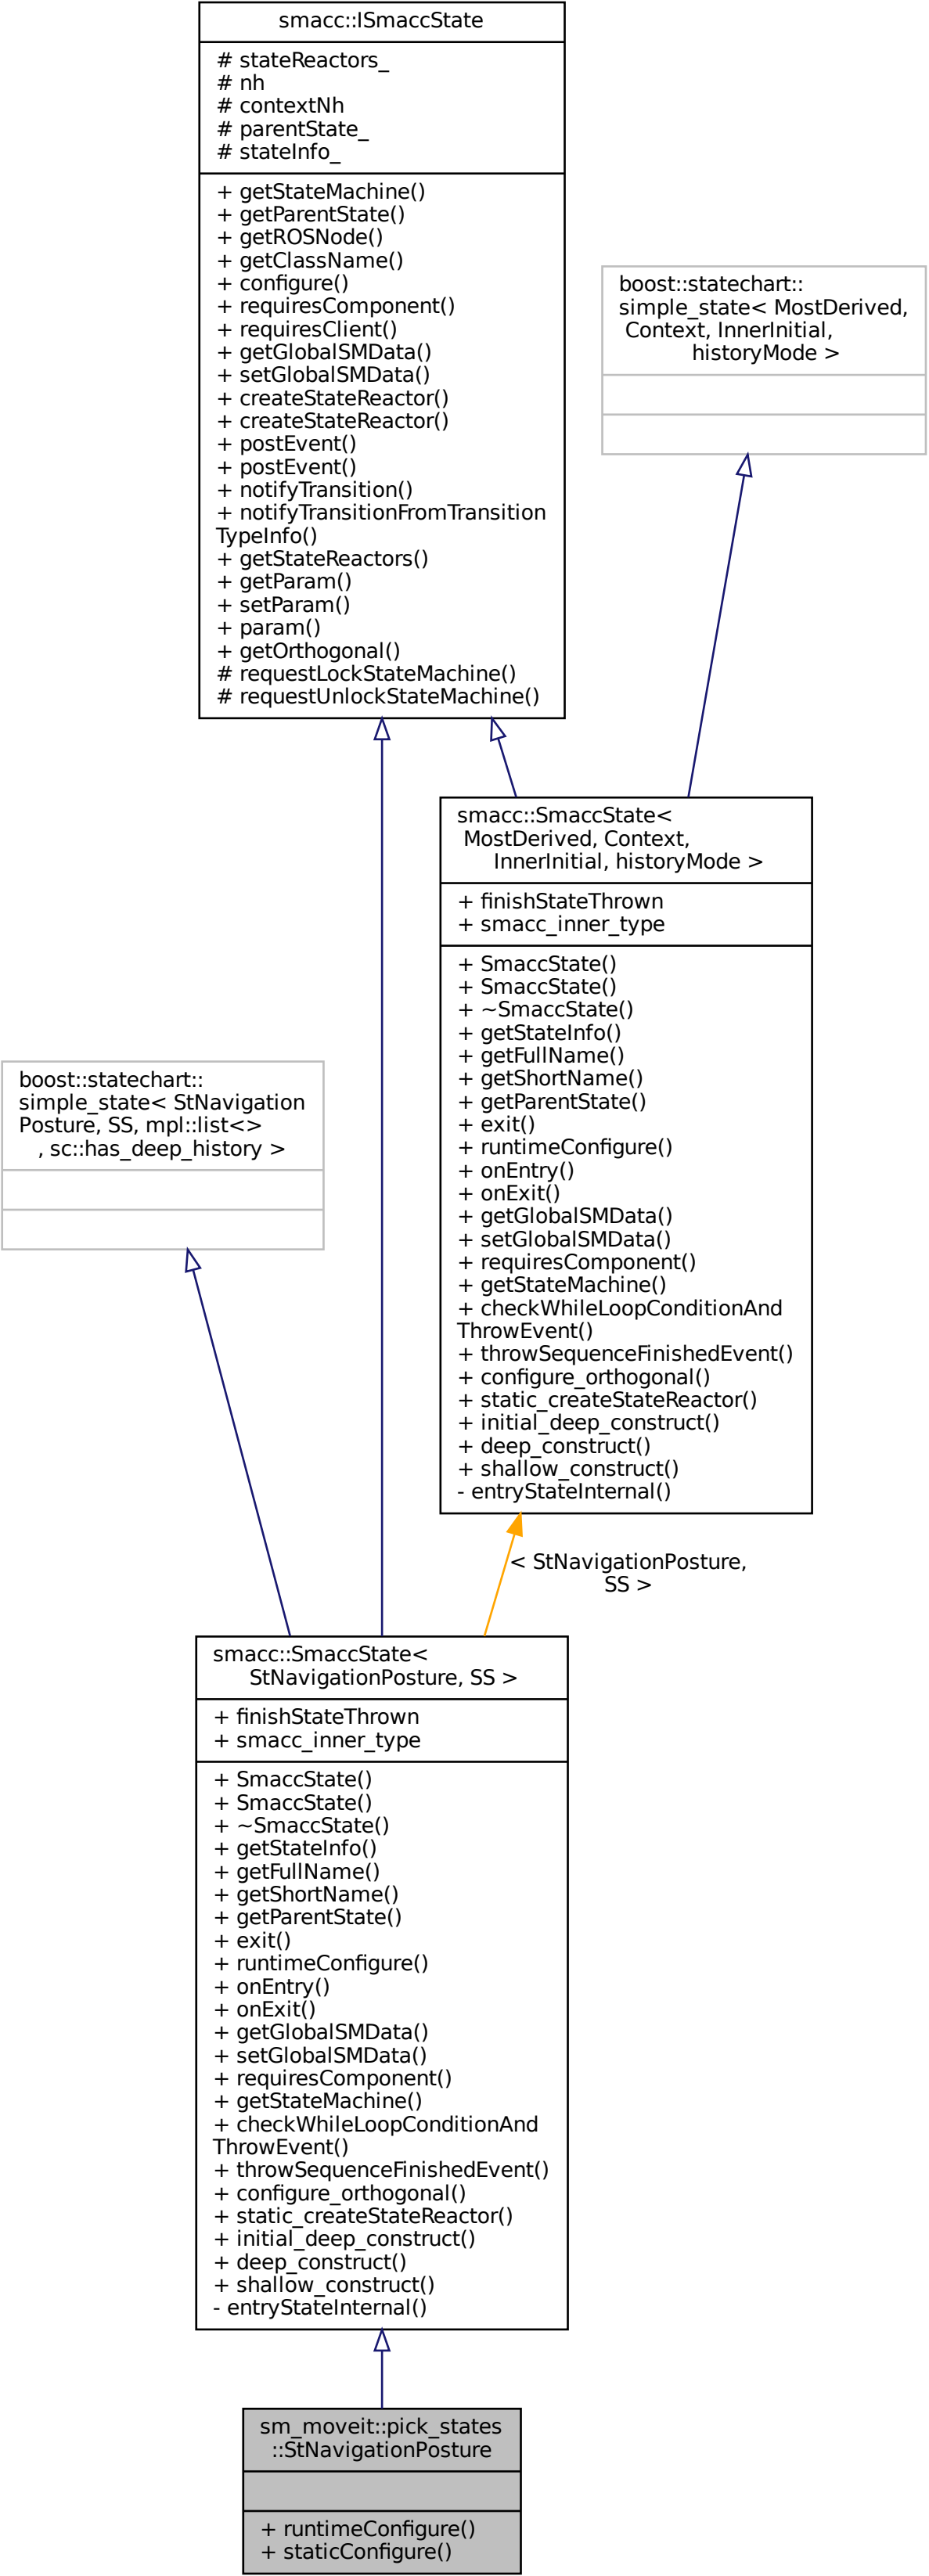 smacc::ISmaccState
# stateReactors_
# nh
# contextNh
# parentState_
# stateInfo_
+ getStateMachine()
+ getParentState()
+ getROSNode()
+ getClassName()
+ configure()
+ requiresComponent()
+ requiresClient()
+ getGlobalSMData()
+ setGlobalSMData()
+ createStateReactor()
+ createStateReactor()
+ postEvent()
+ postEvent()
+ notifyTransition()
+ notifyTransitionFromTransition
TypeInfo()
+ getStateReactors()
+ getParam()
+ setParam()
+ param()
+ getOrthogonal()
# requestLockStateMachine()
# requestUnlockStateMachine()
boost::statechart::
simple_state< MostDerived,
Context, InnerInitial,
historyMode >
smacc::SmaccState<
MostDerived, Context,
InnerInitial, historyMode >
+ finishStateThrown
+ smacc_inner_type
+ SmaccState()
+ SmaccState()
+ ~SmaccState()
+ getStateInfo()
+ getFullName()
+ getShortName()
+ getParentState()
+ exit()
+ runtimeConfigure()
+ onEntry()
+ onExit()
+ getGlobalSMData()
+ setGlobalSMData()
+ requiresComponent()
+ getStateMachine()
+ checkWhileLoopConditionAnd
ThrowEvent()
+ throwSequenceFinishedEvent()
+ configure_orthogonal()
+ static_createStateReactor()
+ initial_deep_construct()
+ deep_construct()
+ shallow_construct()
- entryStateInternal()
boost::statechart::
simple_state< StNavigation
Posture, SS, mpl::list<>
, sc::has_deep_history >
< StNavigationPosture,
SS >
smacc::SmaccState<
StNavigationPosture, SS >
+ finishStateThrown
+ smacc_inner_type
+ SmaccState()
+ SmaccState()
+ ~SmaccState()
+ getStateInfo()
+ getFullName()
+ getShortName()
+ getParentState()
+ exit()
+ runtimeConfigure()
+ onEntry()
+ onExit()
+ getGlobalSMData()
+ setGlobalSMData()
+ requiresComponent()
+ getStateMachine()
+ checkWhileLoopConditionAnd
ThrowEvent()
+ throwSequenceFinishedEvent()
+ configure_orthogonal()
+ static_createStateReactor()
+ initial_deep_construct()
+ deep_construct()
+ shallow_construct()
- entryStateInternal()
sm_moveit::pick_states
::StNavigationPosture
+ runtimeConfigure()
+ staticConfigure()